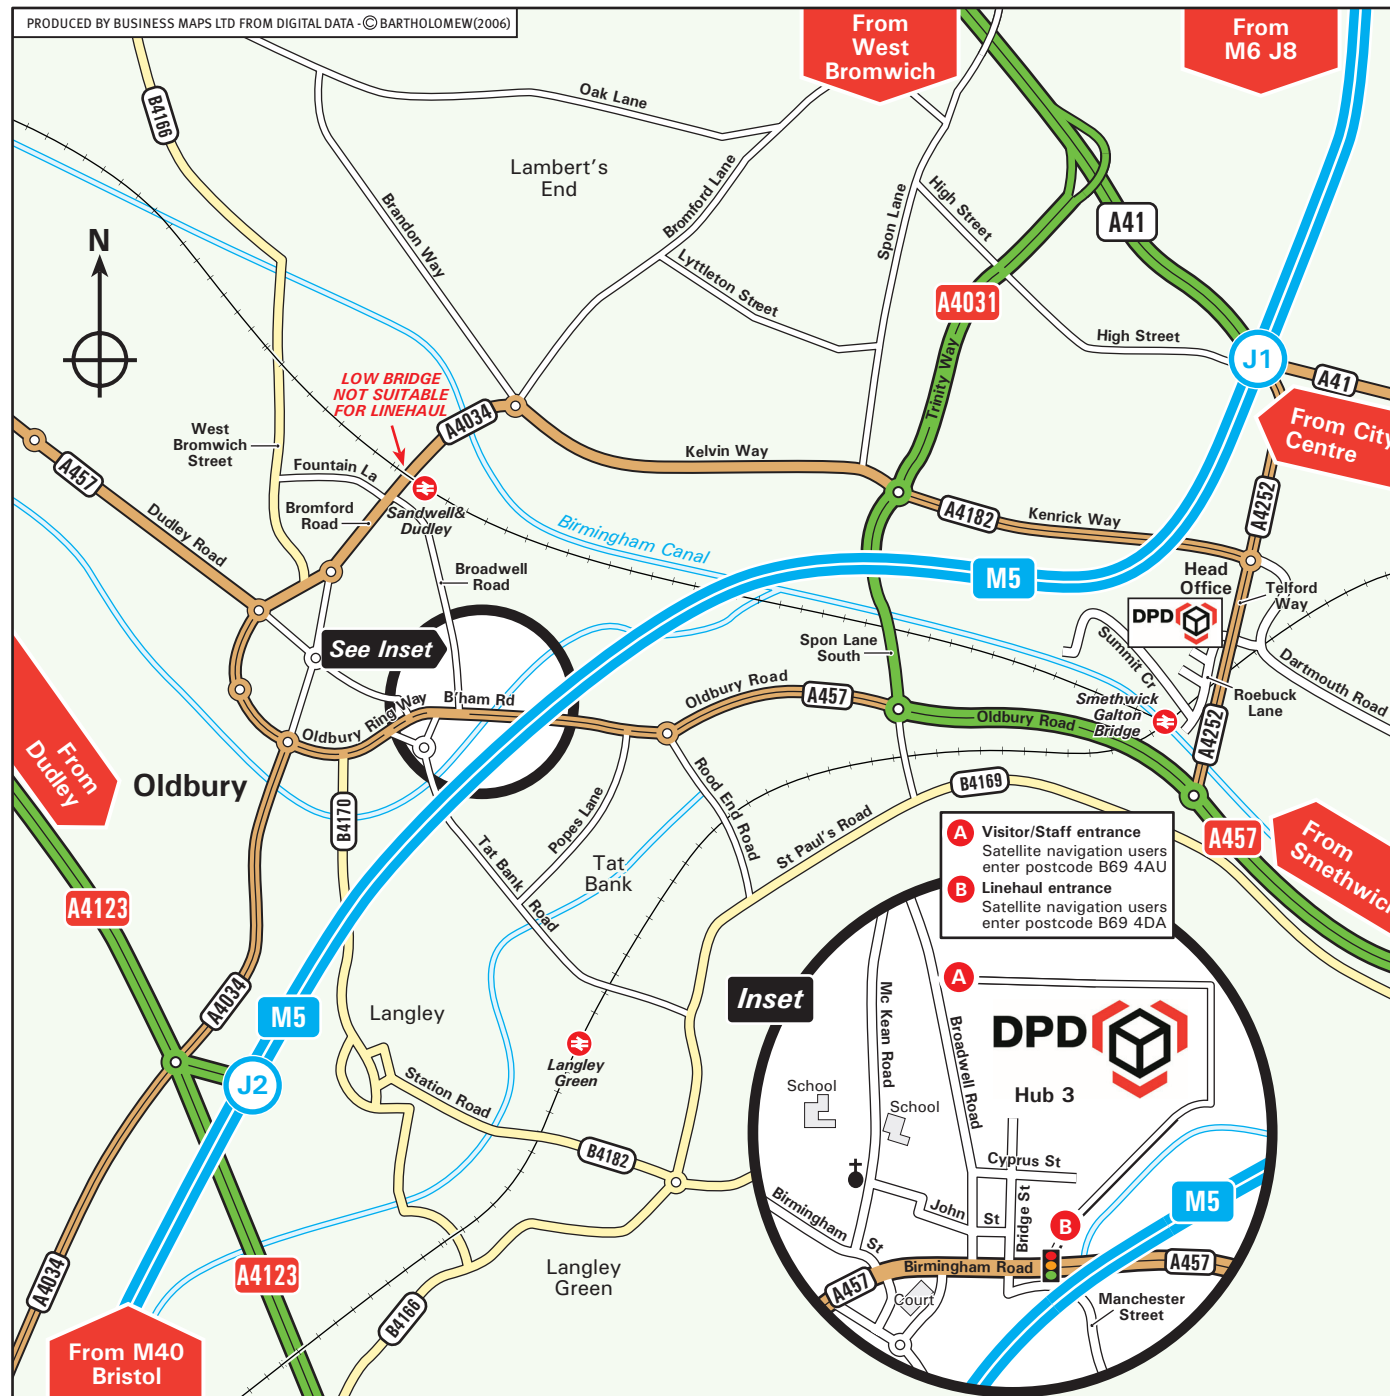 PRODUCED BY BUSINESS MAPS LTD FROM DIGITAL DATA - © BARTHOLOMEW(2006)
From
West
Bromwich
From
M6 J8
B4166
Oak Lane
Lambert's
End
Brandon Way
Bromford Lane
Lyttleton Street
Spon Lane
High Street
A41
N
A4031
High Street
J1
A41
Trinity Way
LOW BRIDGE
NOT SUITABLE
FOR LINEHAUL
A4034
From City
Centre
West
Bromwich
Street
A457
Fountain La
Kelvin Way
Bromford
Road
Sandwell&
Dudley
Dudley Road
Birmingham Canal
A4182
Kenrick Way
A4252
Broadwell
Road
M5
Head
Office
Telford
Way
DPD
See Inset
Spon Lane
South
Summit Cr
Dartmouth Road
Smethwick
Galton
Bridge
Roebuck
Lane
Oldbury Ring Way
B'ham Rd
Oldbury Road
A457
Oldbury Road
A4252
From
Dudley
Oldbury
B4170
Popes Lane
Rood End Road
St Paul's Road
B4169
A457
From
Smethwick
Tat Bank
Road
Tat
Bank
A Visitor/Staff entrance
Satellite navigation users
enter postcode B69 4AU
B Linehaul entrance
Satellite navigation users
enter postcode B69 4DA
A4123
A4034
M5
Langley
J2
Station Road
Langley
Green
B4182
Inset
A
Mc Kean Road
Broadwell Road
DPD
Hub 3
School
School
Cyprus St
Birmingham
St
John
St
Bridge St
B
M5
Birmingham Road
A457
A457
Court
Manchester
Street
A4034
A4123
Langley
Green
B4166
From M40
Bristol